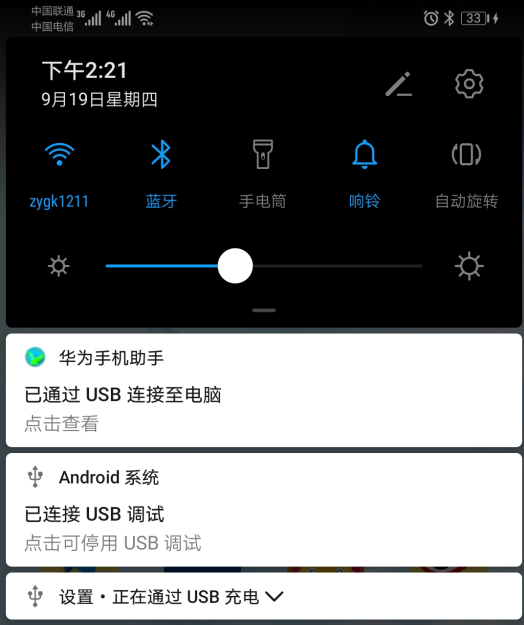 中国联通 3G 4G
中国电信
33
下午2:21
9月19日星期四
zygk1211 蓝牙 手电筒 响铃 自动旋转
华为手机助手
已通过 USB 连接至电脑
点击查看
Android 系统
已连接 USB 调试
点击可停用 USB 调试
设置・正在通过 USB 充电